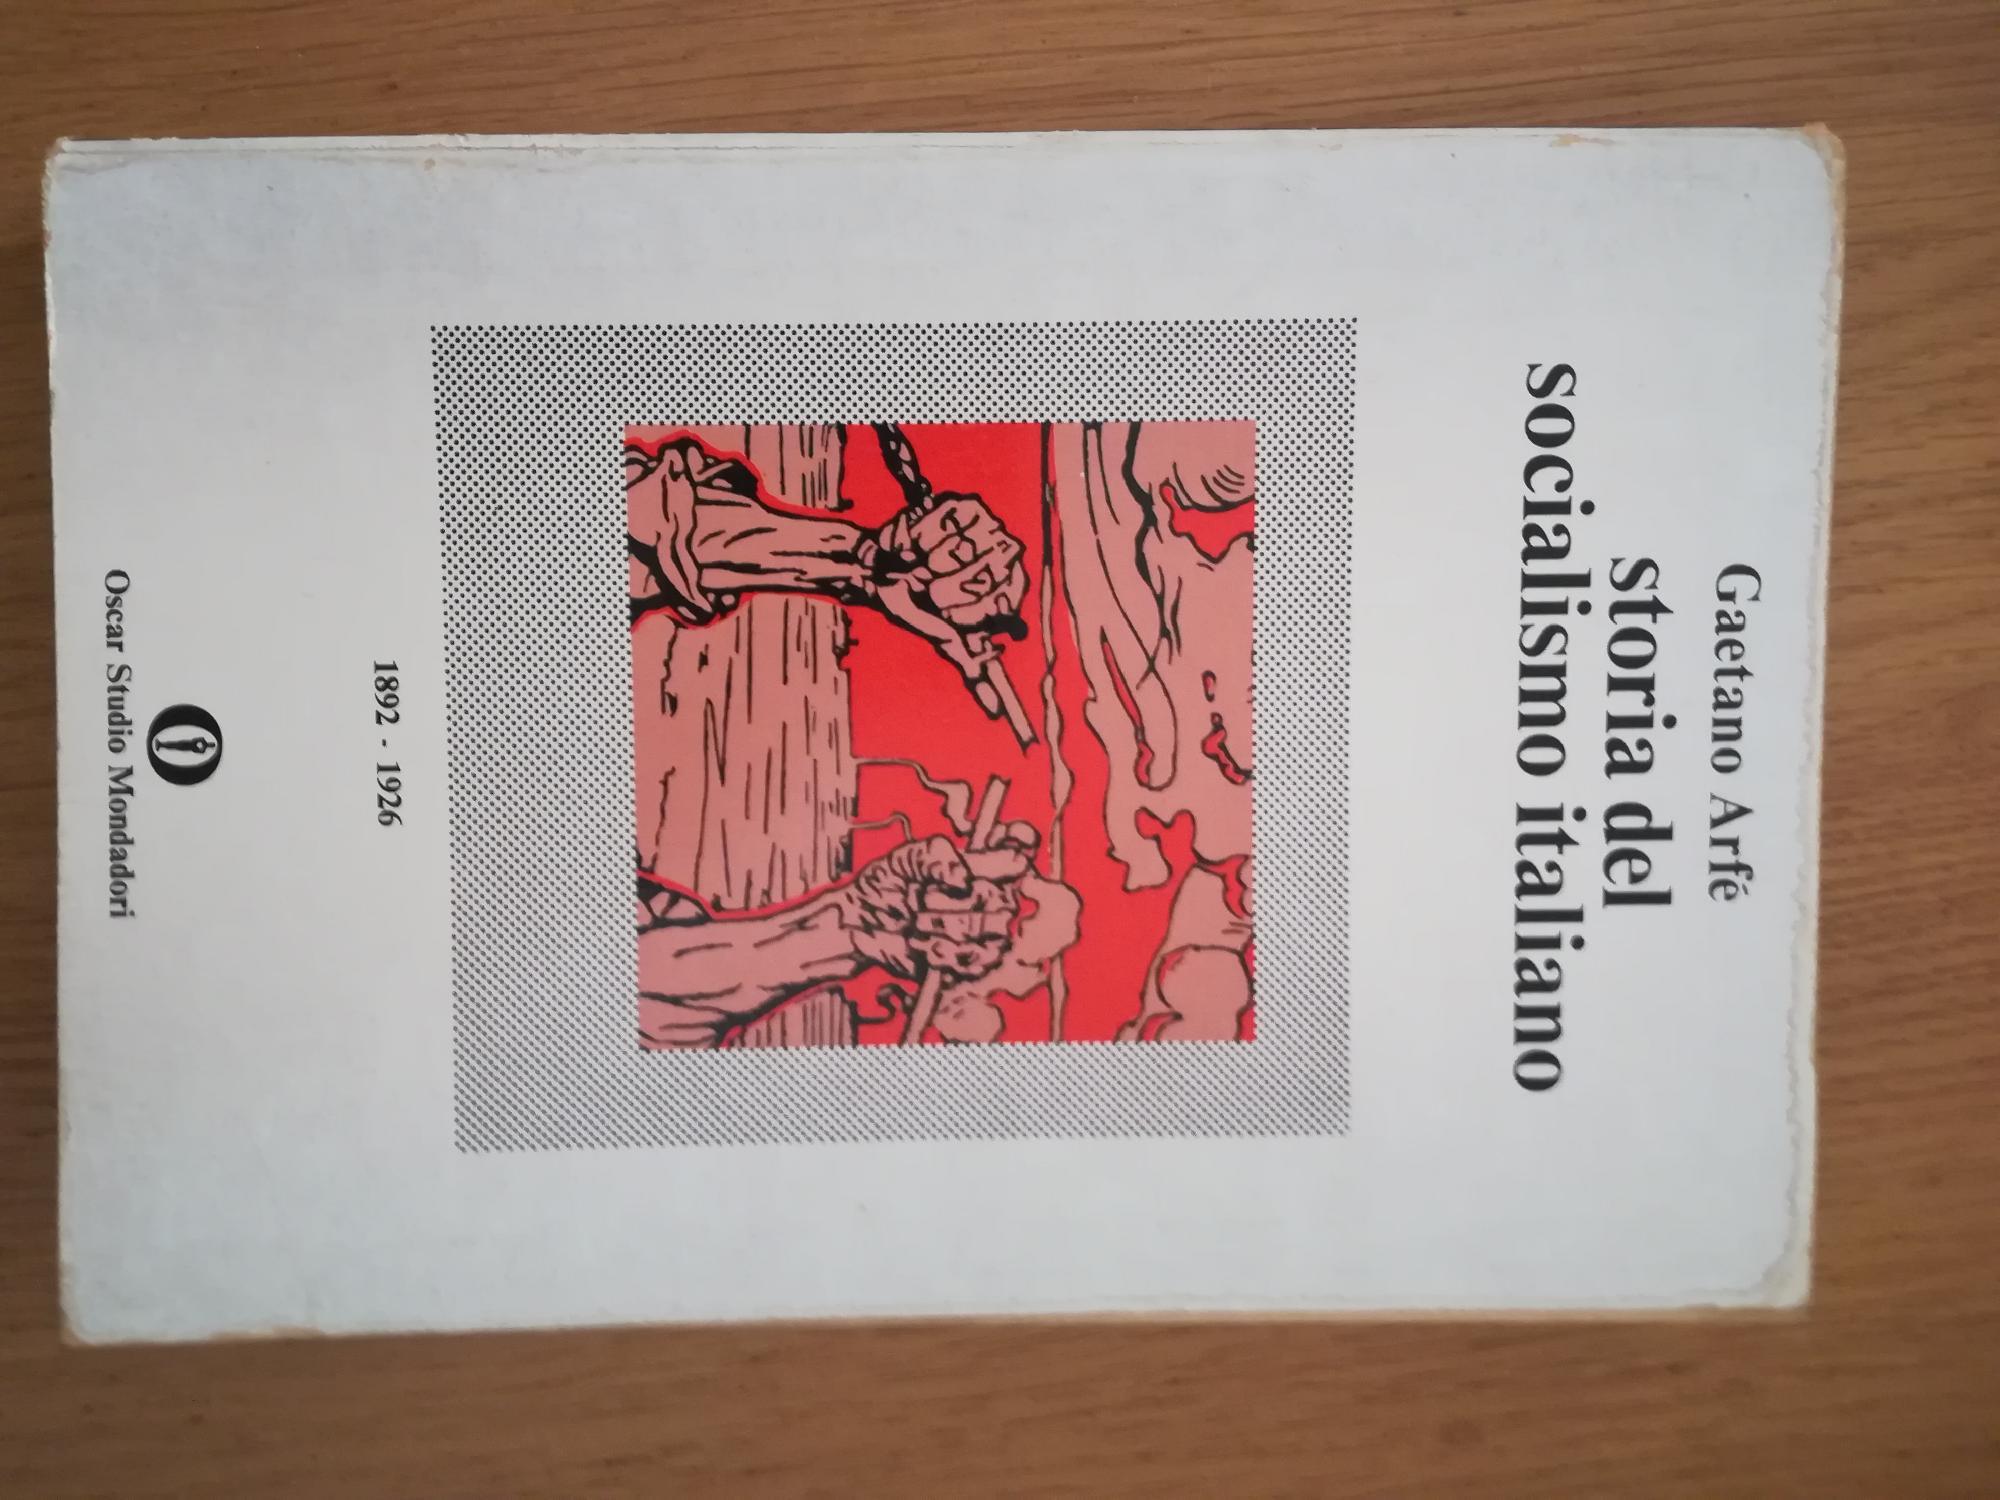 Gaetano Arfé
storia del
socialismo italiano
1892 - 1926
Oscar Studio Mondadori